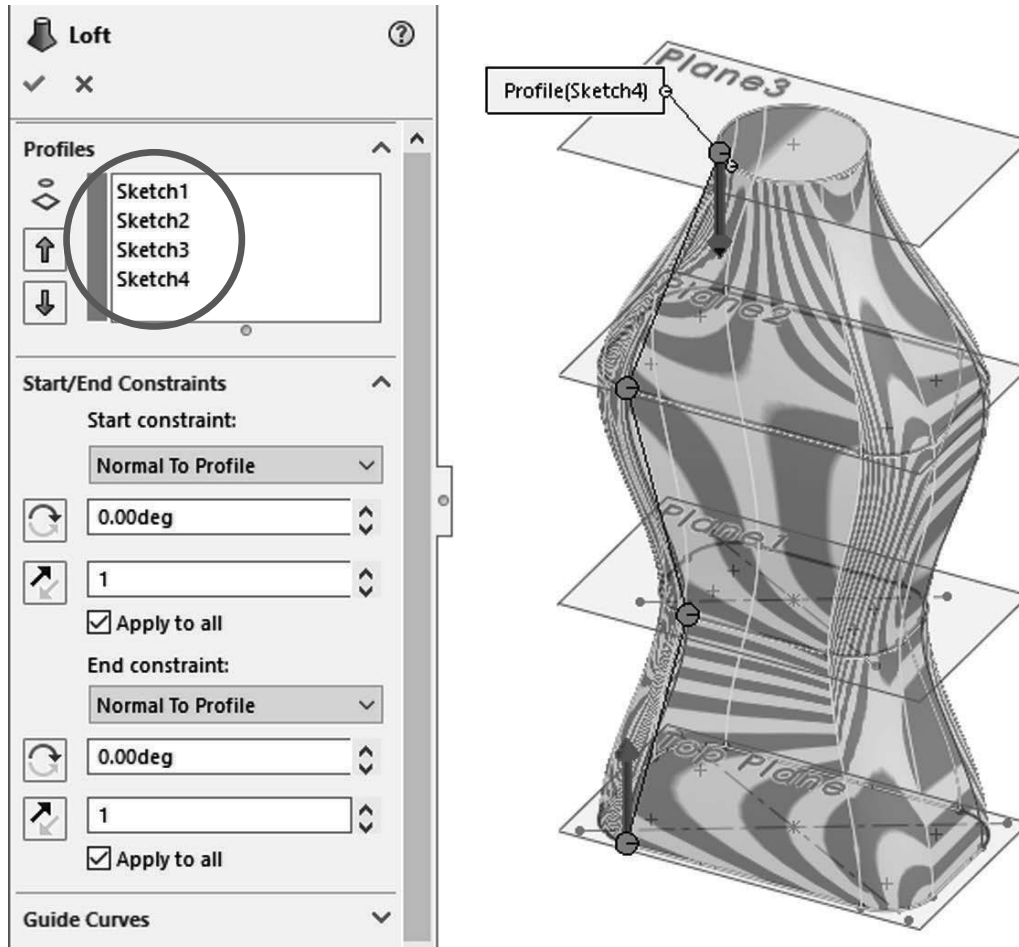 Loft
Profiles
Sketch1
Sketch2
Sketch3
Sketch4
Start/End Constraints
Start constraint:
Normal To Profile
0.00deg
1
Apply to all
End constraint:
Normal To Profile
0.00deg
1
Apply to all
Guide Curves
Profile(Sketch4)
Plane3
Plane2
Plane1
Top Plane